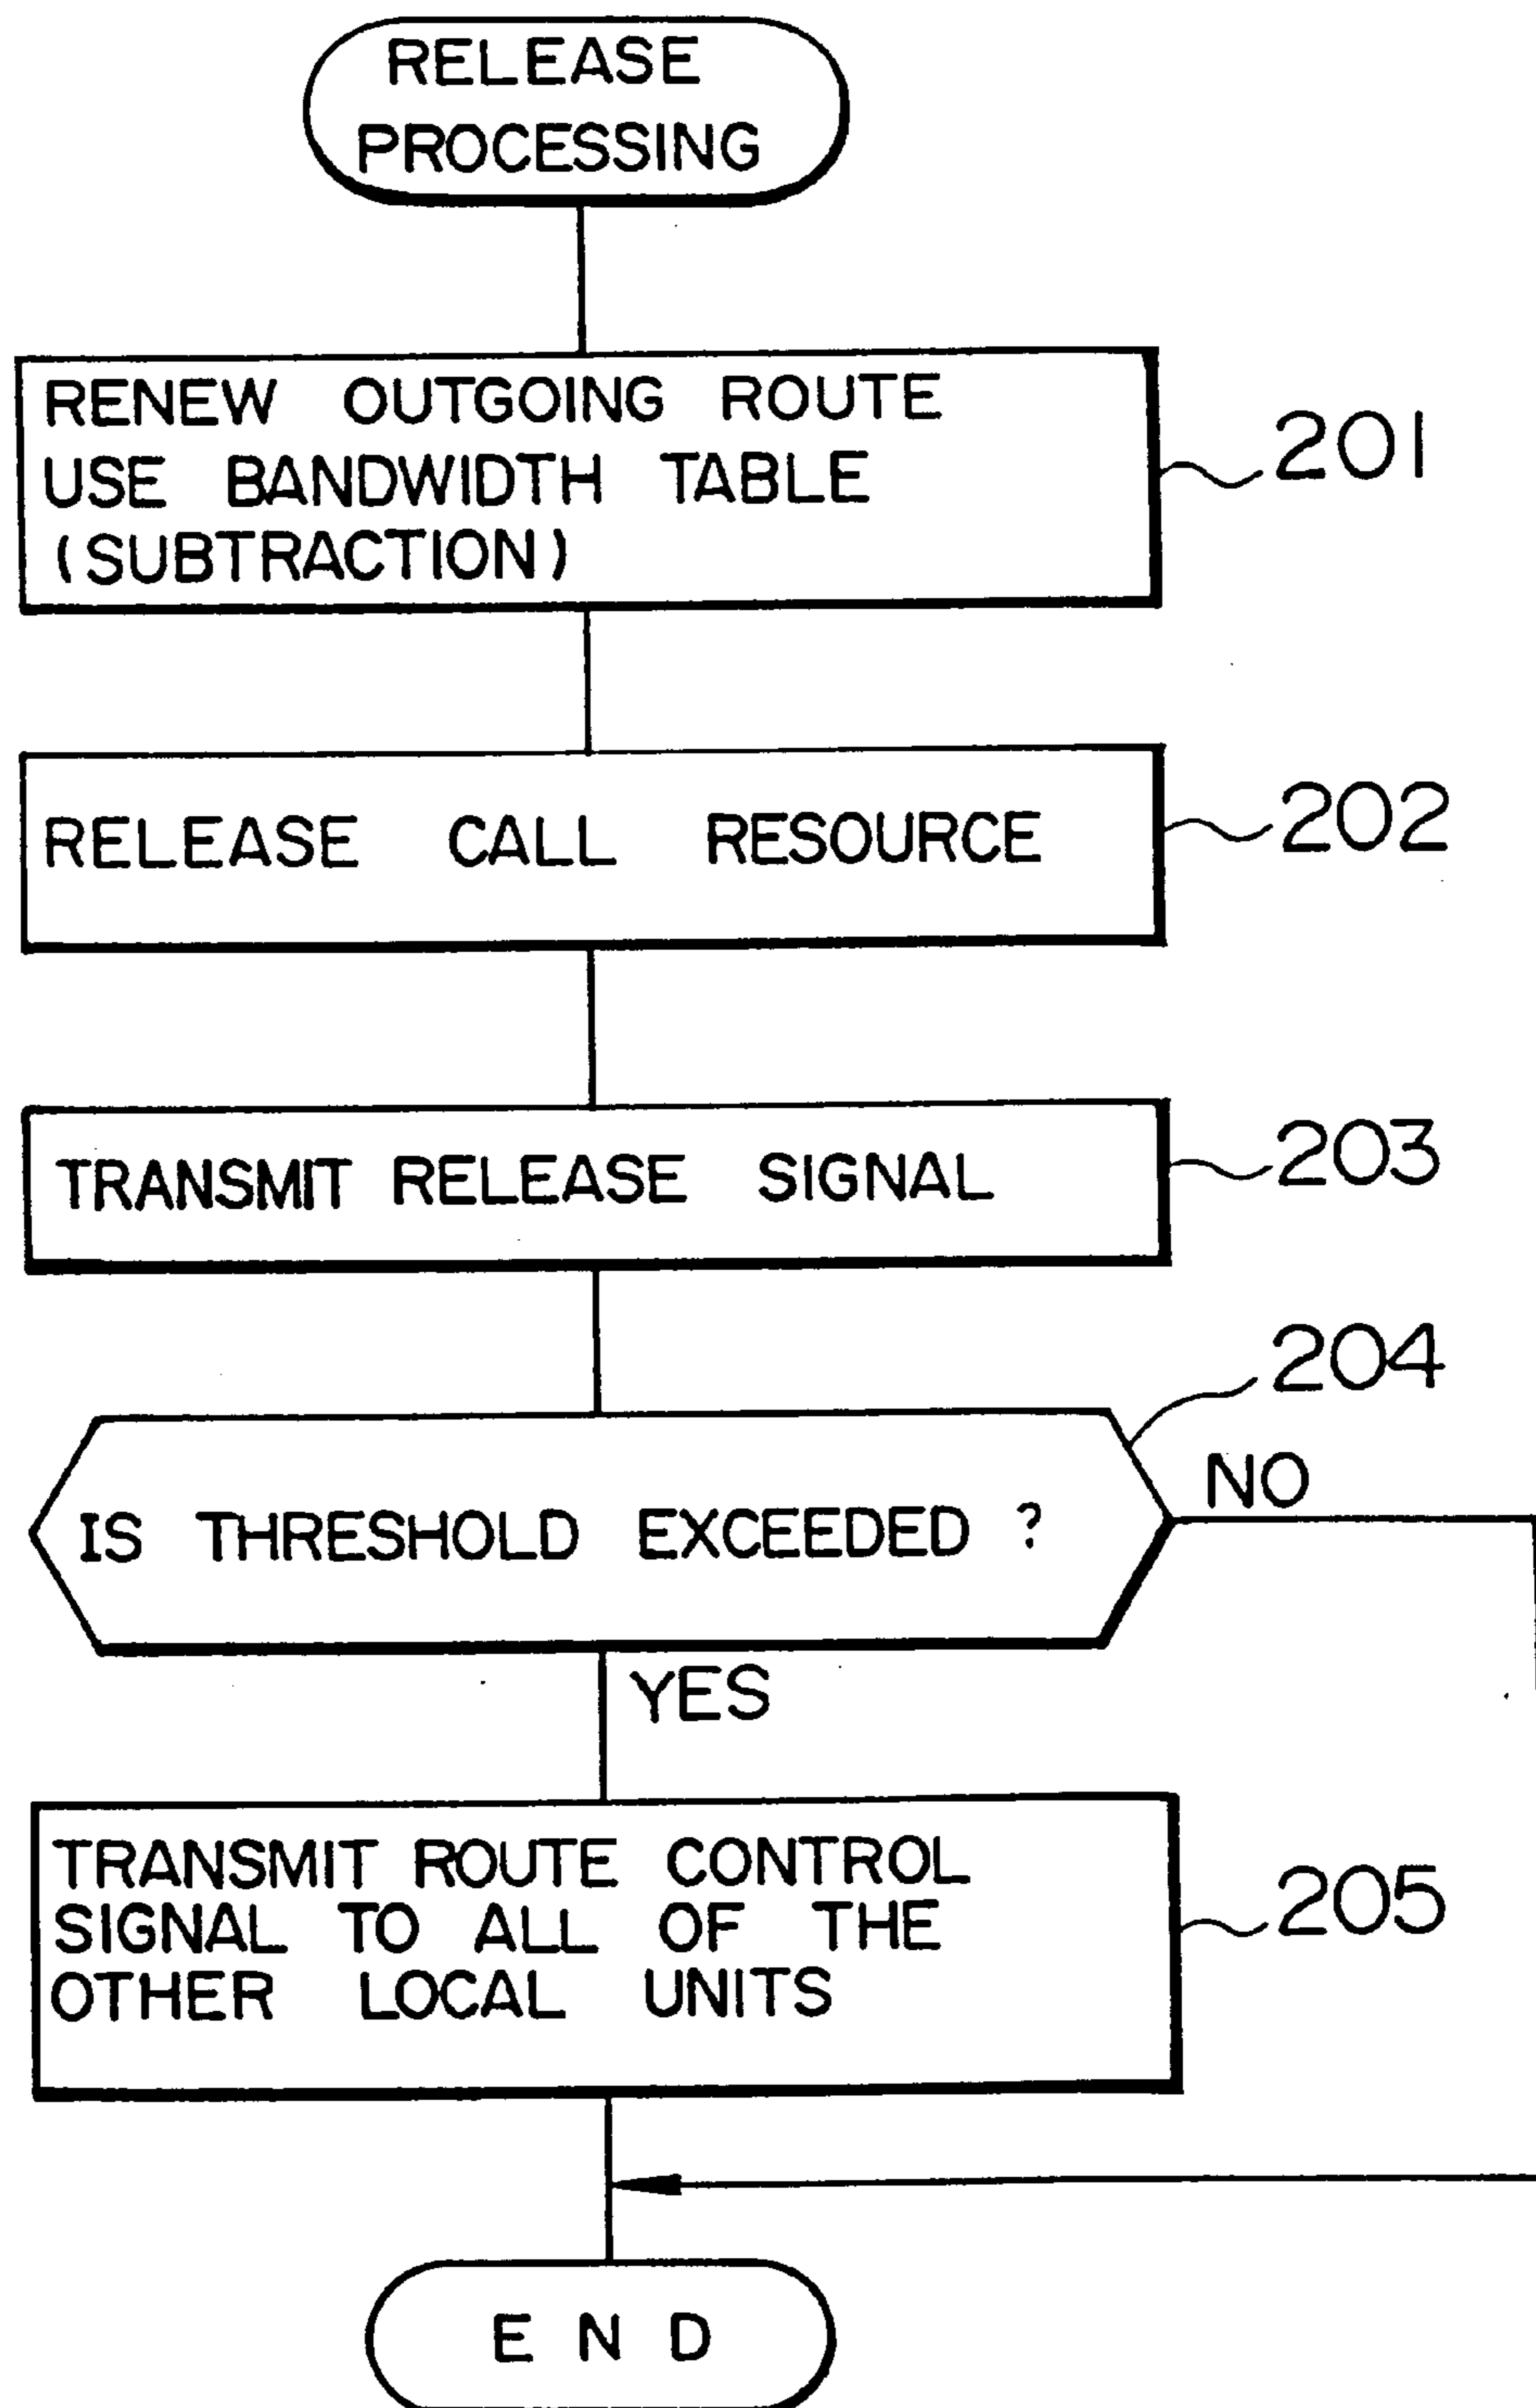 RELEASE
PROCESSING
RENEW OUTGOING ROUTE
USE BANDWIDTH TABLE
(SUBTRACTION)
201
RELEASE CALL RESOURCE
202
TRANSMIT RELEASE SIGNAL
203
204
IS THRESHOLD EXCEEDED ?
NO
YES
TRANSMIT ROUTE CONTROL
SIGNAL TO ALL OF THE
OTHER LOCAL UNITS
205
END